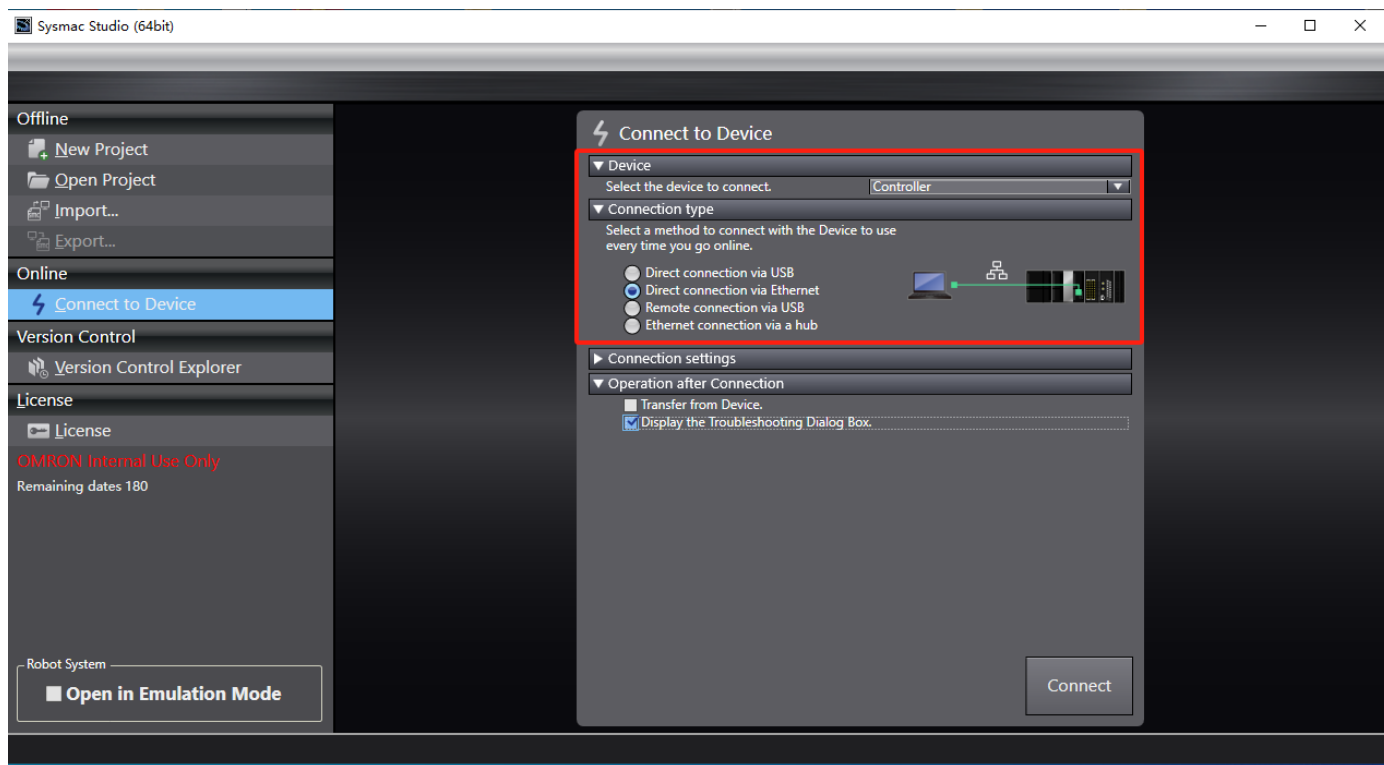 Sysmac Studio (64bit)
Offline
New Project
Open Project
Import...
Export...
Online
Connect to Device
Version Control
Version Control Explorer
License
License
OMRON Internal Use Only
Remaining dates 180
Robot System
Open in Emulation Mode
Connect to Device
Device
Select the device to connect.
Controller
Connection type
Select a method to connect with the Device to use
every time you go online.
Direct connection via USB
Direct connection via Ethernet
Remote connection via USB
Ethernet connection via a hub
Connection settings
Operation after Connection
Transfer from Device.
Display the Troubleshooting Dialog Box.
Connect